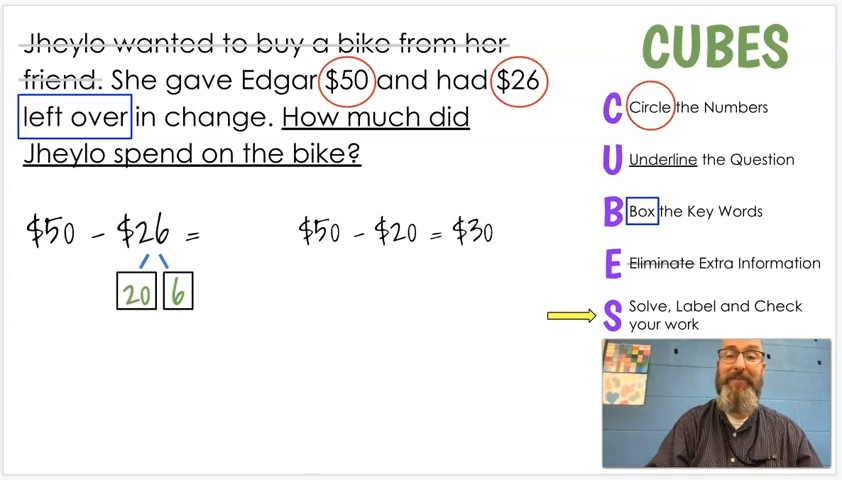 Jheylo wanted to buy a bike from her
friend. She gave Edgar $50 and had $26
left over in change. How much did
Jheylo spend on the bike?
$50 - $26 =
20 6
$50 - $20 = $30
CUBES
C Circle the Numbers
U Underline the Question
B Box the Key Words
E Eliminate Extra Information
S Solve, Label and Check
your work